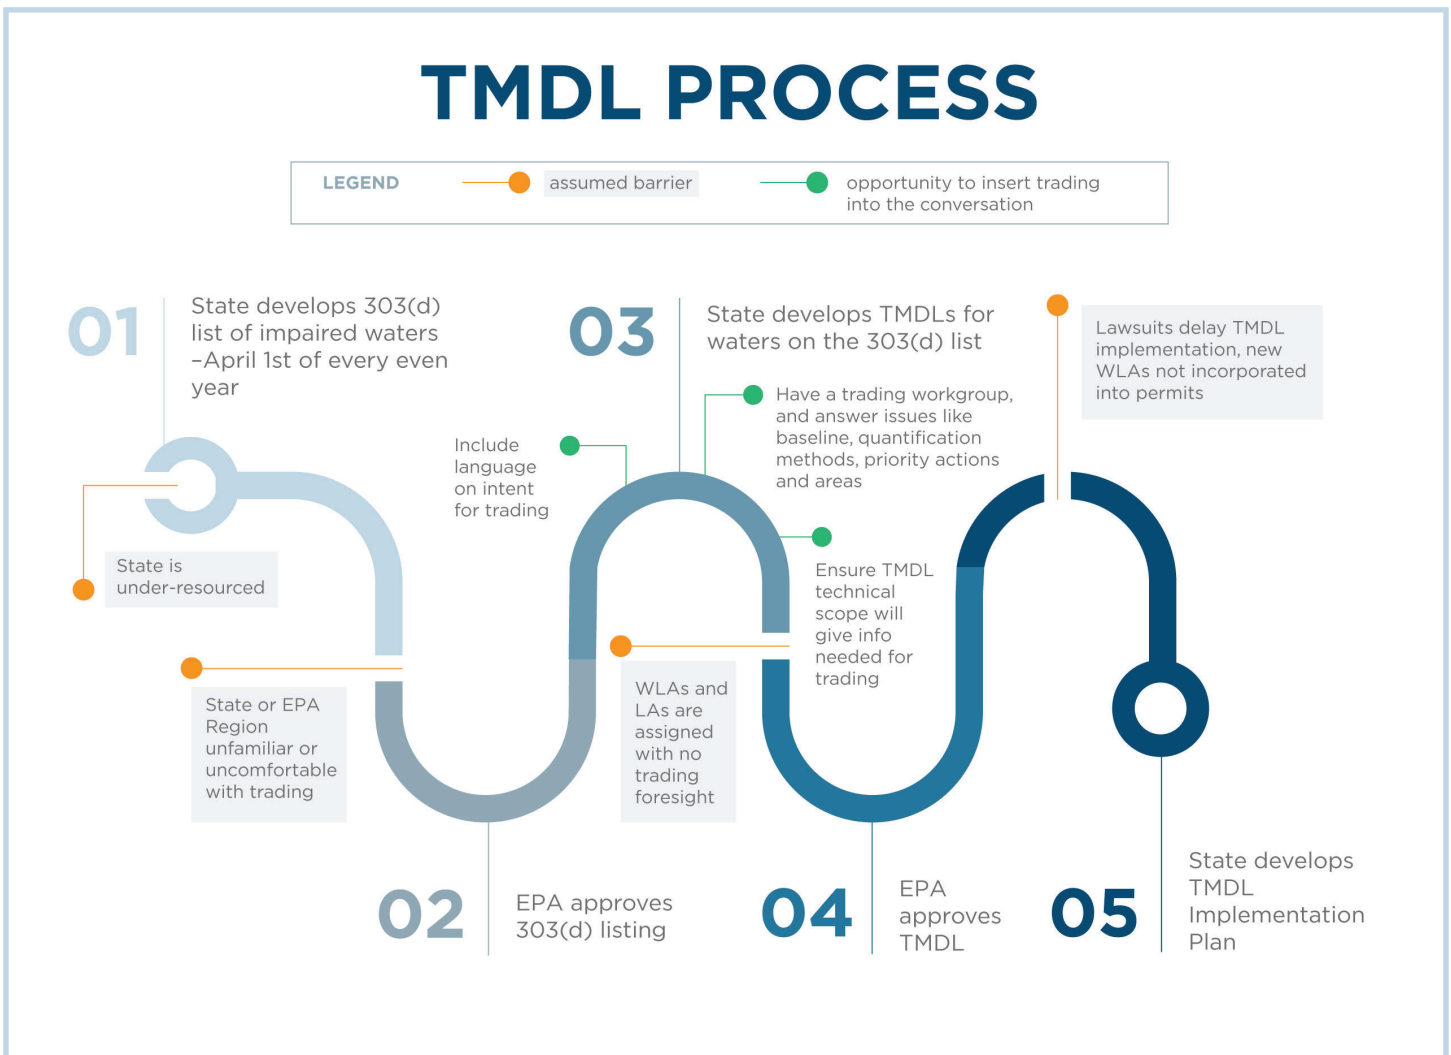 TMDL PROCESS
LEGEND
assumed barrier
opportunity to insert trading
into the conversation
01
State develops 303(d)
list of impaired waters
–April 1st of every even
year
State is
under-resourced
State or EPA
Region
unfamiliar or
uncomfortable
with trading
02
EPA approves
303(d) listing
03
State develops TMDLs for
waters on the 303(d) list
Include
language
on intent
for trading
Have a trading workgroup,
and answer issues like
baseline, quantification
methods, priority actions
and areas
Ensure TMDL
technical
scope will
give info
needed for
trading
WLAs and
LAs are
assigned
with no
trading
foresight
04
EPA
approves
TMDL
Lawsuits delay TMDL
implementation, new
WLAs not incorporated
into permits
05
State develops
TMDL
Implementation
Plan